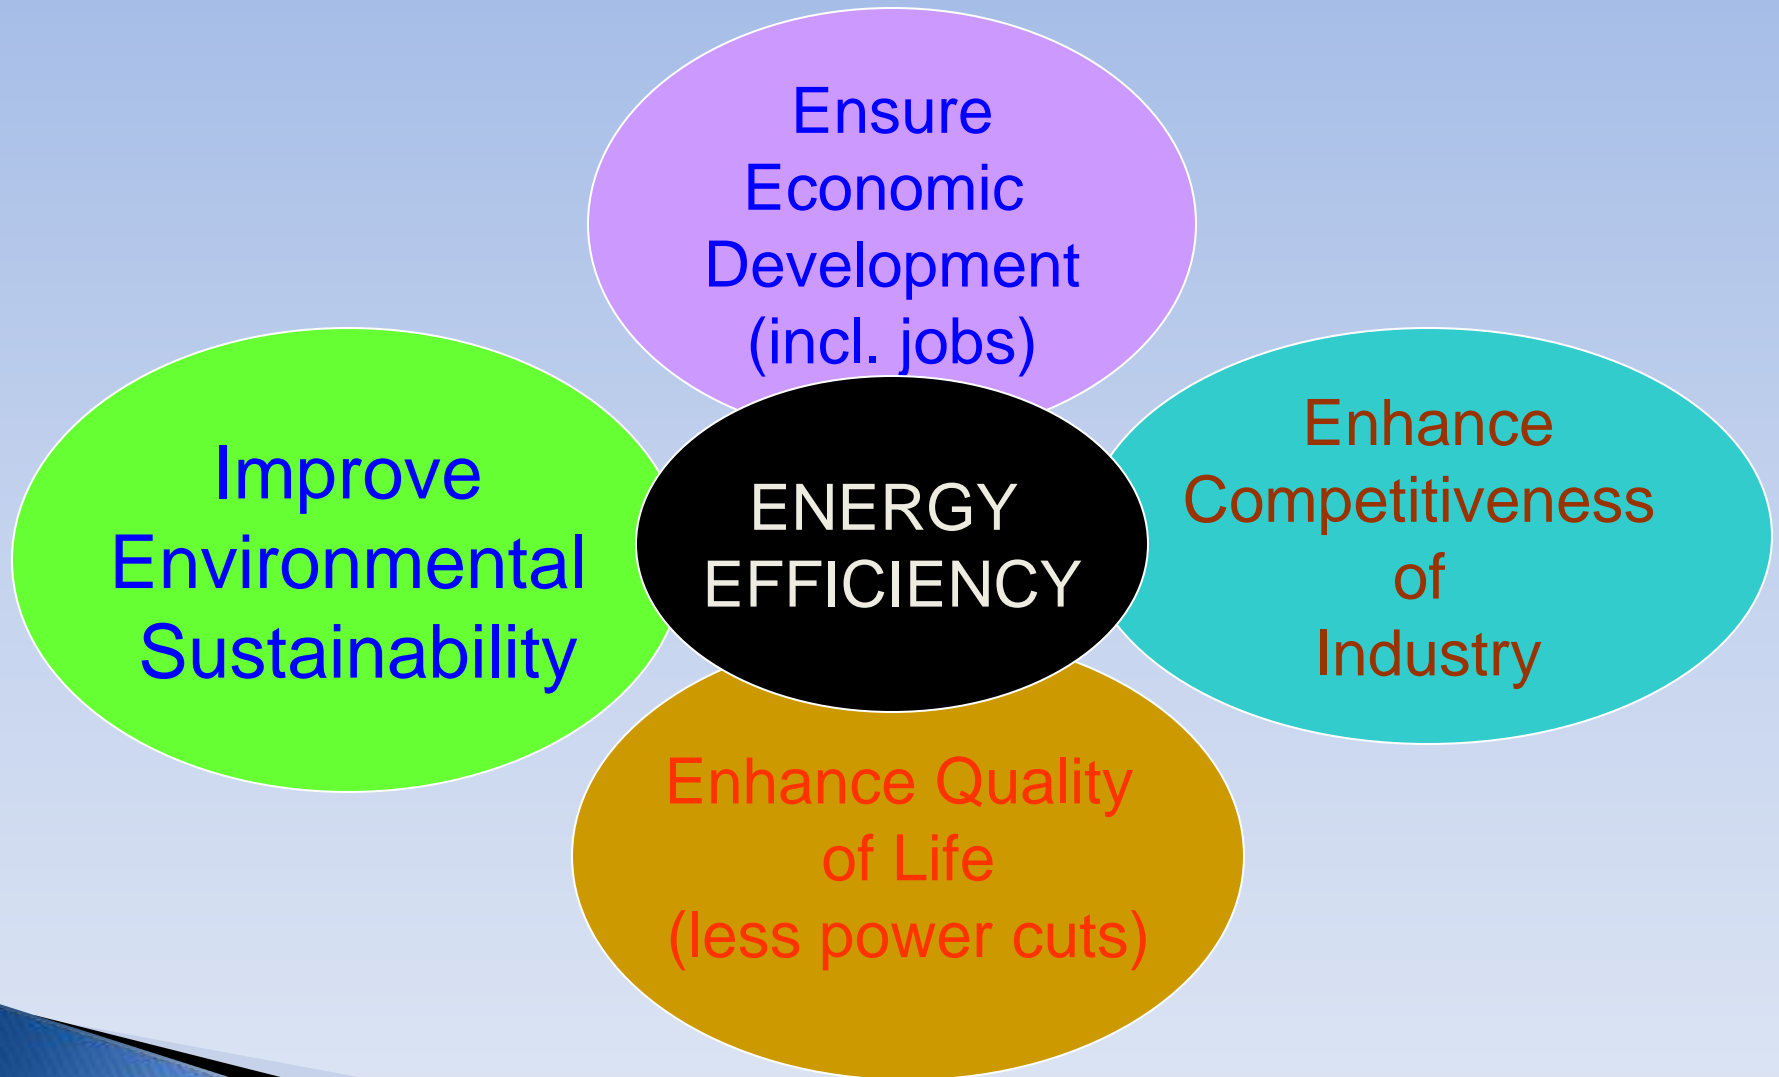 Ensure
Economic
Development
(incl. jobs)
Improve
Environmental
Sustainability
ENERGY
EFFICIENCY
Enhance
Competitiveness
of
Industry
Enhance Quality
of Life
(less power cuts)